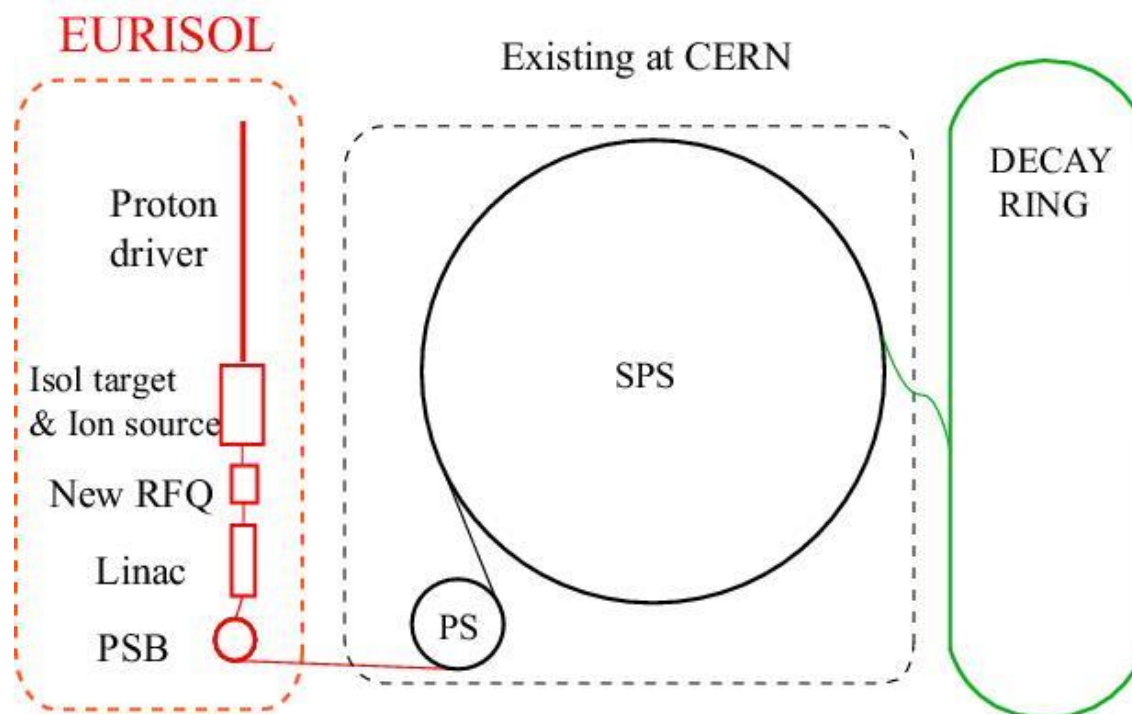 EURISOL
Existing at CERN
Proton
driver
Isol target
& Ion source
New RFQ
Linac
PSB
PS
SPS
DECAY
RING